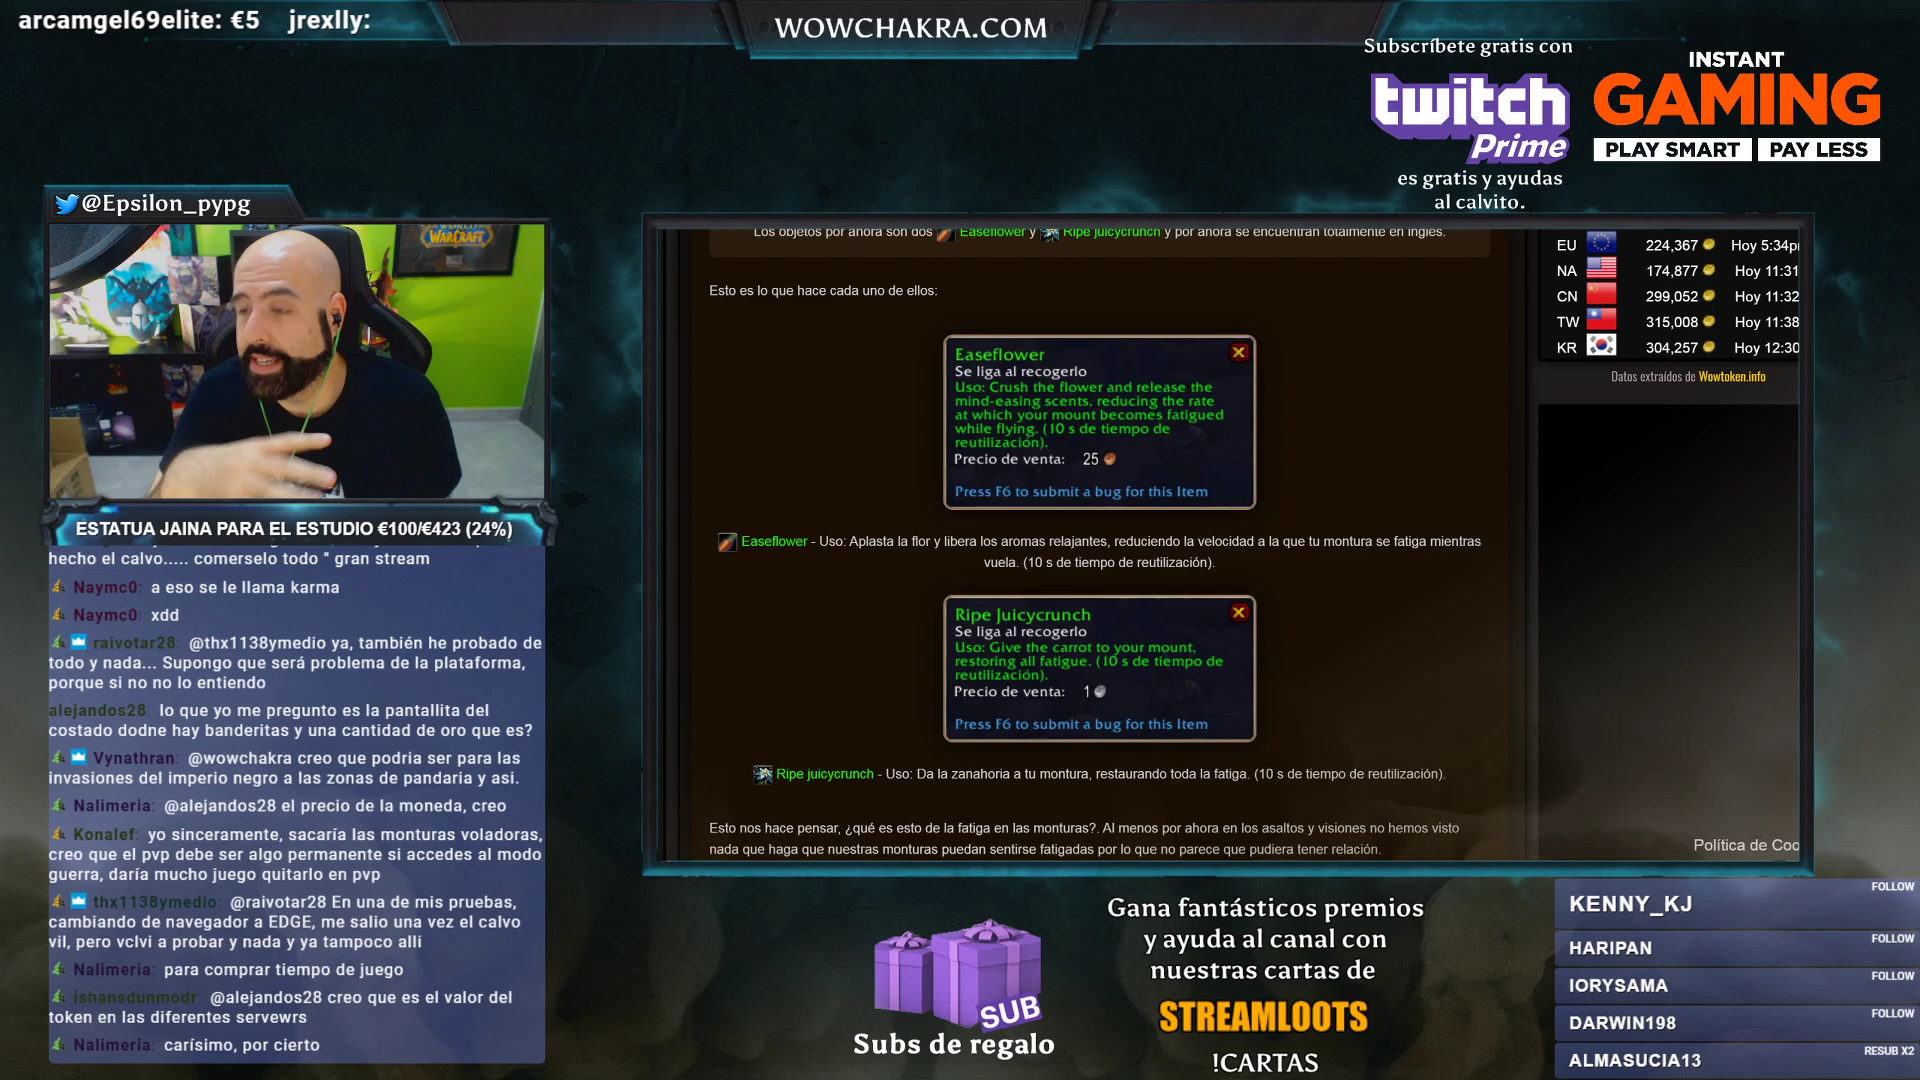 arcamgel69elite: €5 jrexlly:
WOWCHAKRA.COM
Subscríbete gratis con
twitch
Prime
es gratis y ayudas
al calvito.
INSTANT
GAMING
PLAY SMART PAY LESS
@Epsilon_pypg
WORLD
WARCRAFT
ESTATUA JAINA PARA EL ESTUDIO €100/€423 (24%)
hecho el calvo..... comerselo todo " gran stream
Naymc0: a eso se le llama karma
Naymc0: xdd
raivotar28: @thx1138ymedio ya, también he probado de
todo y nada... Supongo que será problema de la plataforma,
porque si no no lo entiendo
alejandos28: lo que yo me pregunto es la pantallita del
costado dodne hay banderitas y una cantidad de oro que es?
Vynathran: @wowchakra creo que podria ser para las
invasiones del imperio negro a las zonas de pandaria y asi.
Nalimeria: @alejandos28 el precio de la moneda, creo
Konalef: yo sinceramente, sacaría las monturas voladoras,
creo que el pvp debe ser algo permanente si accedes al modo
guerra, daría mucho juego quitarlo en pvp
thx1138ymedio: @raivotar28 En una de mis pruebas,
cambiando de navegador a EDGE, me salio una vez el calvo
vil, pero vclvi a probar y nada y ya tampoco alli
Nalimeria: para comprar tiempo de juego
ishansdunmodr: @alejandos28 creo que es el valor del
token en las diferentes servewrs
Nalimeria: carísimo, por cierto
Los objetos por ahora son dos Easeflower y Ripe juicycrunch y por ahora se encuentran totalmente en inglés.
Esto es lo que hace cada uno de ellos:
Easeflower
Se liga al recogerlo
Uso: Crush the flower and release the
mind-easing scents, reducing the rate
at which your mount becomes fatigued
while flying. (10 s de tiempo de
reutilización).
Precio de venta: 25
Press F6 to submit a bug for this Item
Easeflower - Uso: Aplasta la flor y libera los aromas relajantes, reduciendo la velocidad a la que tu montura se fatiga mientras
vuela. (10 s de tiempo de reutilización).
Ripe Juicycrunch
Se liga al recogerlo
Uso: Give the carrot to your mount,
restoring all fatigue. (10 s de tiempo de
reutilización).
Precio de venta: 1
Press F6 to submit a bug for this Item
Ripe juicycrunch - Uso: Da la zanahoria a tu montura, restaurando toda la fatiga. (10 s de tiempo de reutilización).
Esto nos hace pensar, ¿qué es esto de la fatiga en las monturas?. Al menos por ahora en los asaltos y visiones no hemos visto
nada que haga que nuestras monturas puedan sentirse fatigadas por lo que no parece que pudiera tener relación.
EU 224,367 Hoy 5:34p
NA 174,877 Hoy 11:31
CN 299,052 Hoy 11:32
TW 315,008 Hoy 11:38
KR 304,257 Hoy 12:30
Datos extraídos de Wowtoken.info
Política de Coo
SUB
Subs de regalo
Gana fantásticos premios
y ayuda al canal con
nuestras cartas de
STREAMLOOTS
!CARTAS
KENNY_KJ FOLLOW
HARIPAN FOLLOW
IORYSAMA FOLLOW
DARWIN198 FOLLOW
ALMASUCIA13 RESUB X2